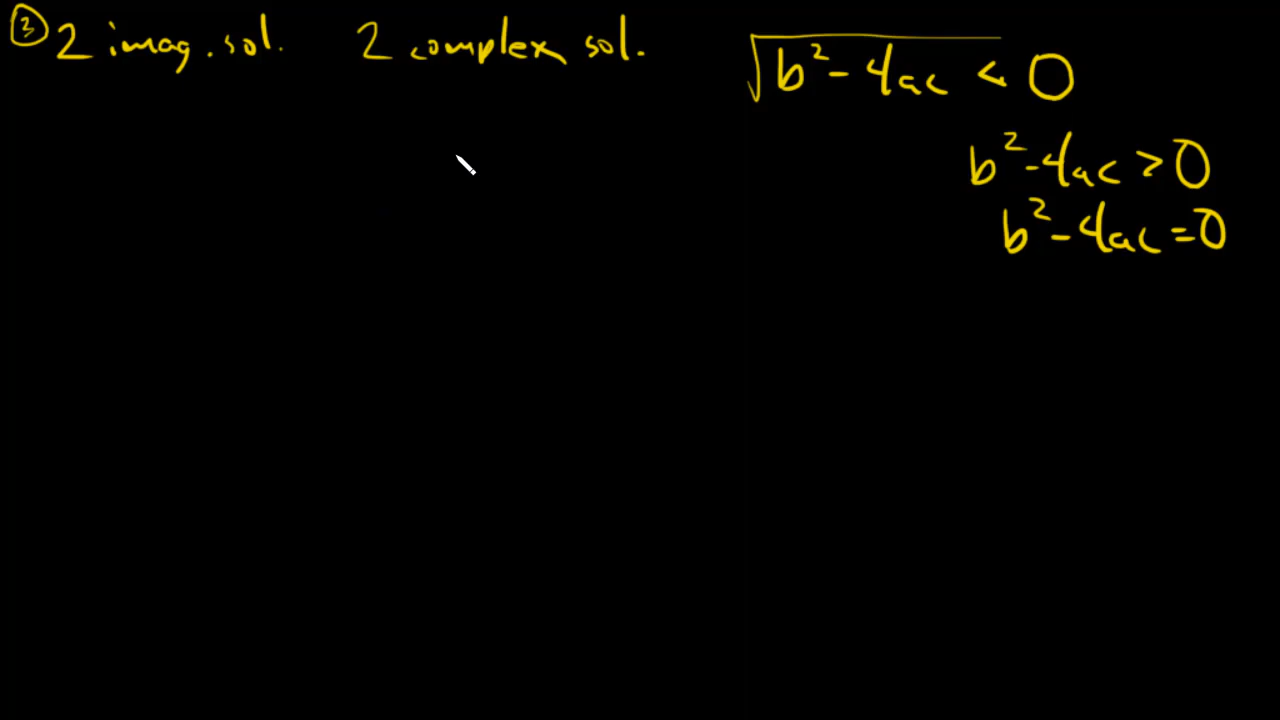 ③ 2 imag. sol. 2 complex sol. √b² - 4ac < 0
b² - 4ac > 0
b² - 4ac = 0